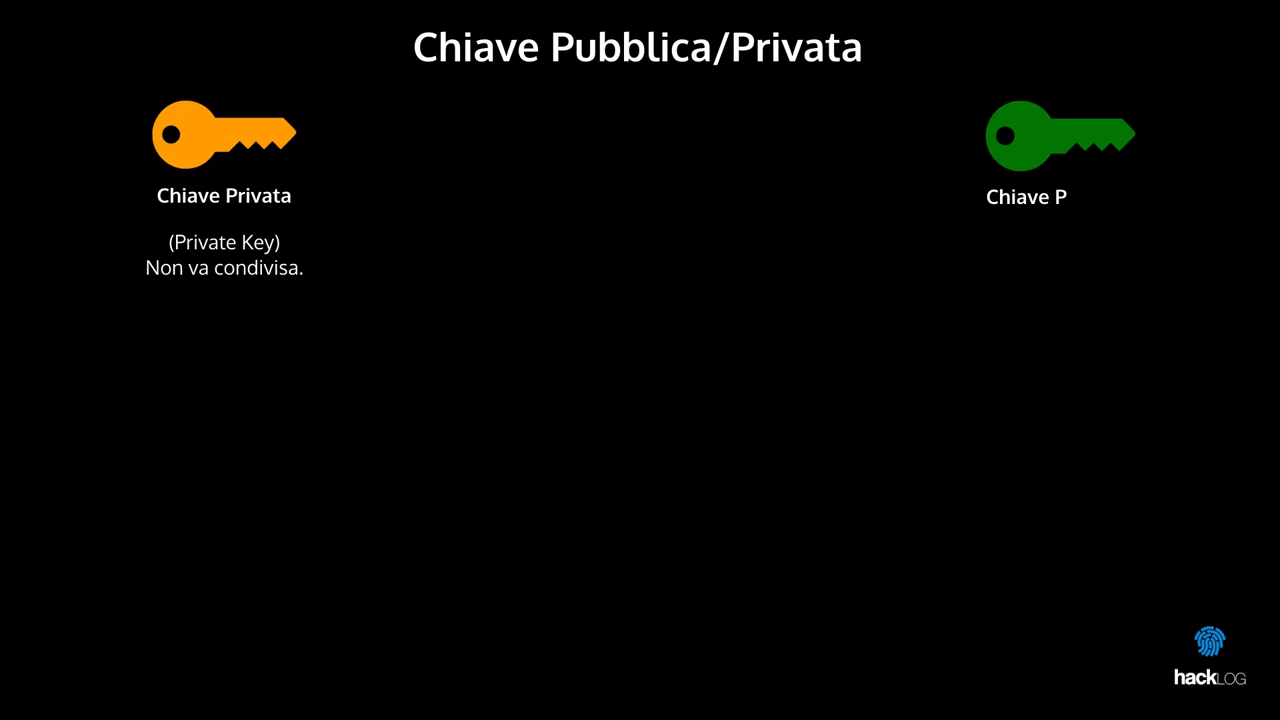 Chiave Pubblica/Privata
Chiave Privata
(Private Key)
Non va condivisa.
Chiave P
hackLOG